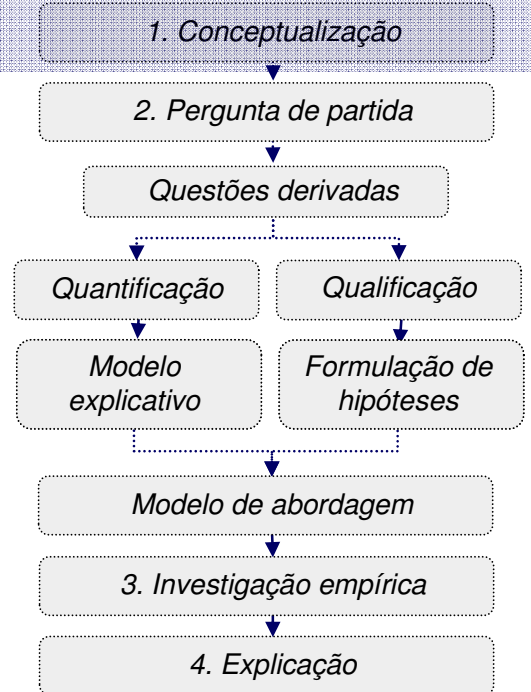 1. Conceptualização
2. Pergunta de partida
Questões derivadas
Quantificação
Qualificação
Modelo
explicativo
Formulação de
hipóteses
Modelo de abordagem
3. Investigação empírica
4. Explicação